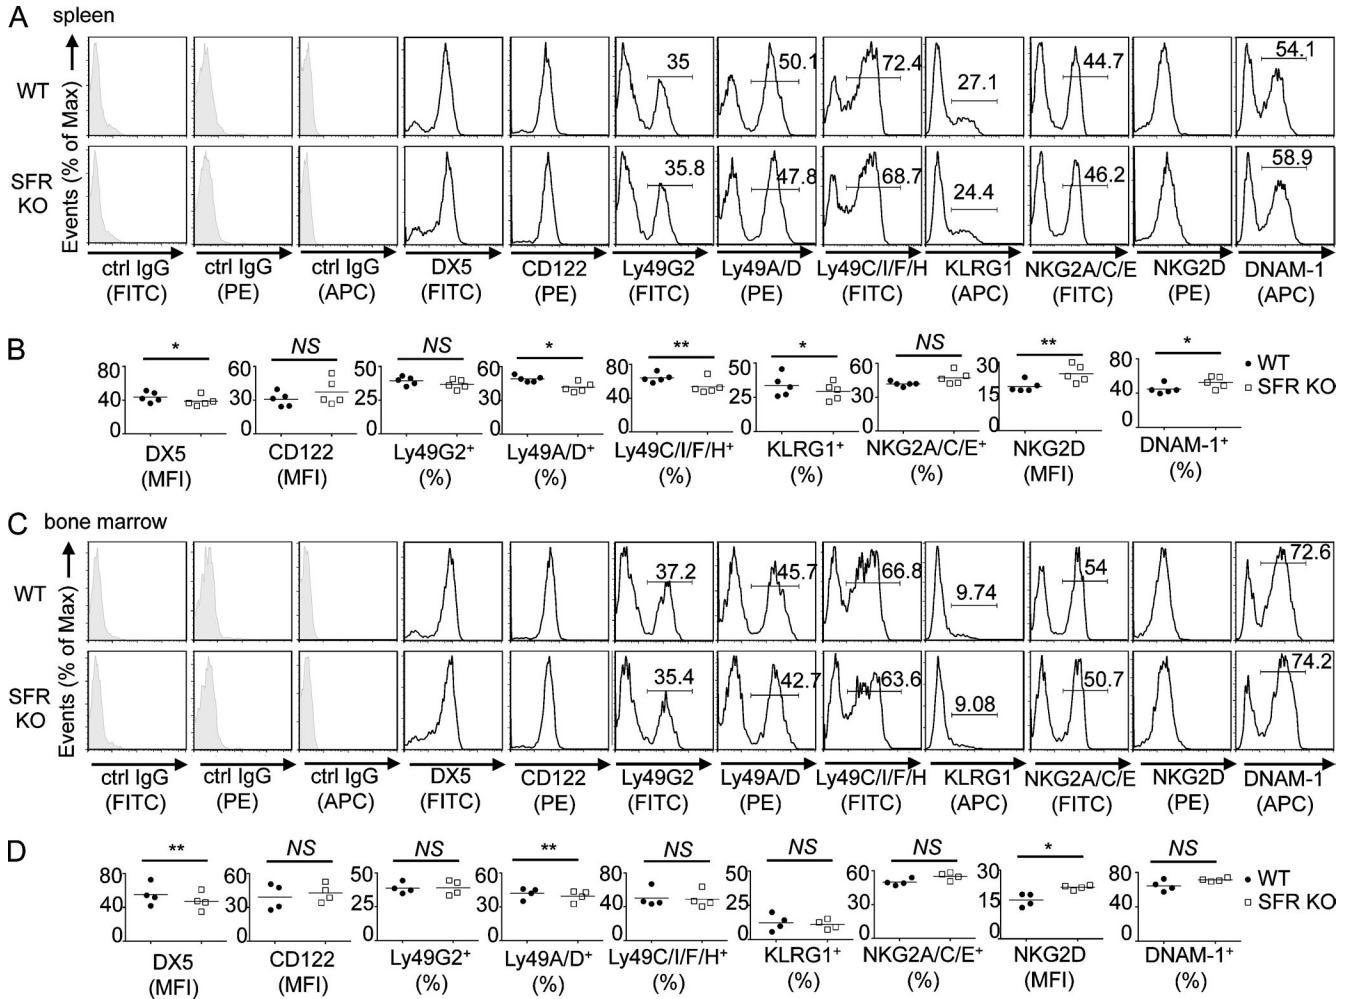 A spleen
WT
35
50.1
72.4
27.1
44.7
54.1
SFR
KO
35.8
47.8
68.7
24.4
46.2
58.9
Events (% of Max)
ctrl IgG ctrl IgG ctrl IgG DX5 CD122 Ly49G2 Ly49A/D Ly49C/I/F/H KLRG1 NKG2A/C/E NKG2D DNAM-1
(FITC) (PE) (APC) (FITC) (PE) (FITC) (PE) (FITC) (APC) (FITC) (PE) (APC)
B
* NS NS * ** * NS ** *
80 60 50 60 80 50 60 30 80
40 30 25 30 40 25 30 15 40
0 0 0 0 0 0 0 0 0
WT
SFR KO
DX5 CD122 Ly49G2+ Ly49A/D+ Ly49C/I/F/H+ KLRG1+ NKG2A/C/E+ NKG2D DNAM-1+
(MFI) (MFI) (%) (%) (%) (%) (%) (MFI) (%)
C bone marrow
WT
37.2
45.7
66.8
9.74
54
72.6
SFR
KO
35.4
42.7
63.6
9.08
50.7
74.2
Events (% of Max)
ctrl IgG ctrl IgG ctrl IgG DX5 CD122 Ly49G2 Ly49A/D Ly49C/I/F/H KLRG1 NKG2A/C/E NKG2D DNAM-1
(FITC) (PE) (APC) (FITC) (PE) (FITC) (PE) (FITC) (APC) (FITC) (PE) (APC)
D
** NS NS ** NS NS NS * NS
80 60 50 60 80 50 60 30 80
40 30 25 30 40 25 30 15 40
0 0 0 0 0 0 0 0 0
WT
SFR KO
DX5 CD122 Ly49G2+ Ly49A/D+ Ly49C/I/F/H+ KLRG1+ NKG2A/C/E+ NKG2D DNAM-1+
(MFI) (MFI) (%) (%) (%) (%) (%) (MFI) (%)